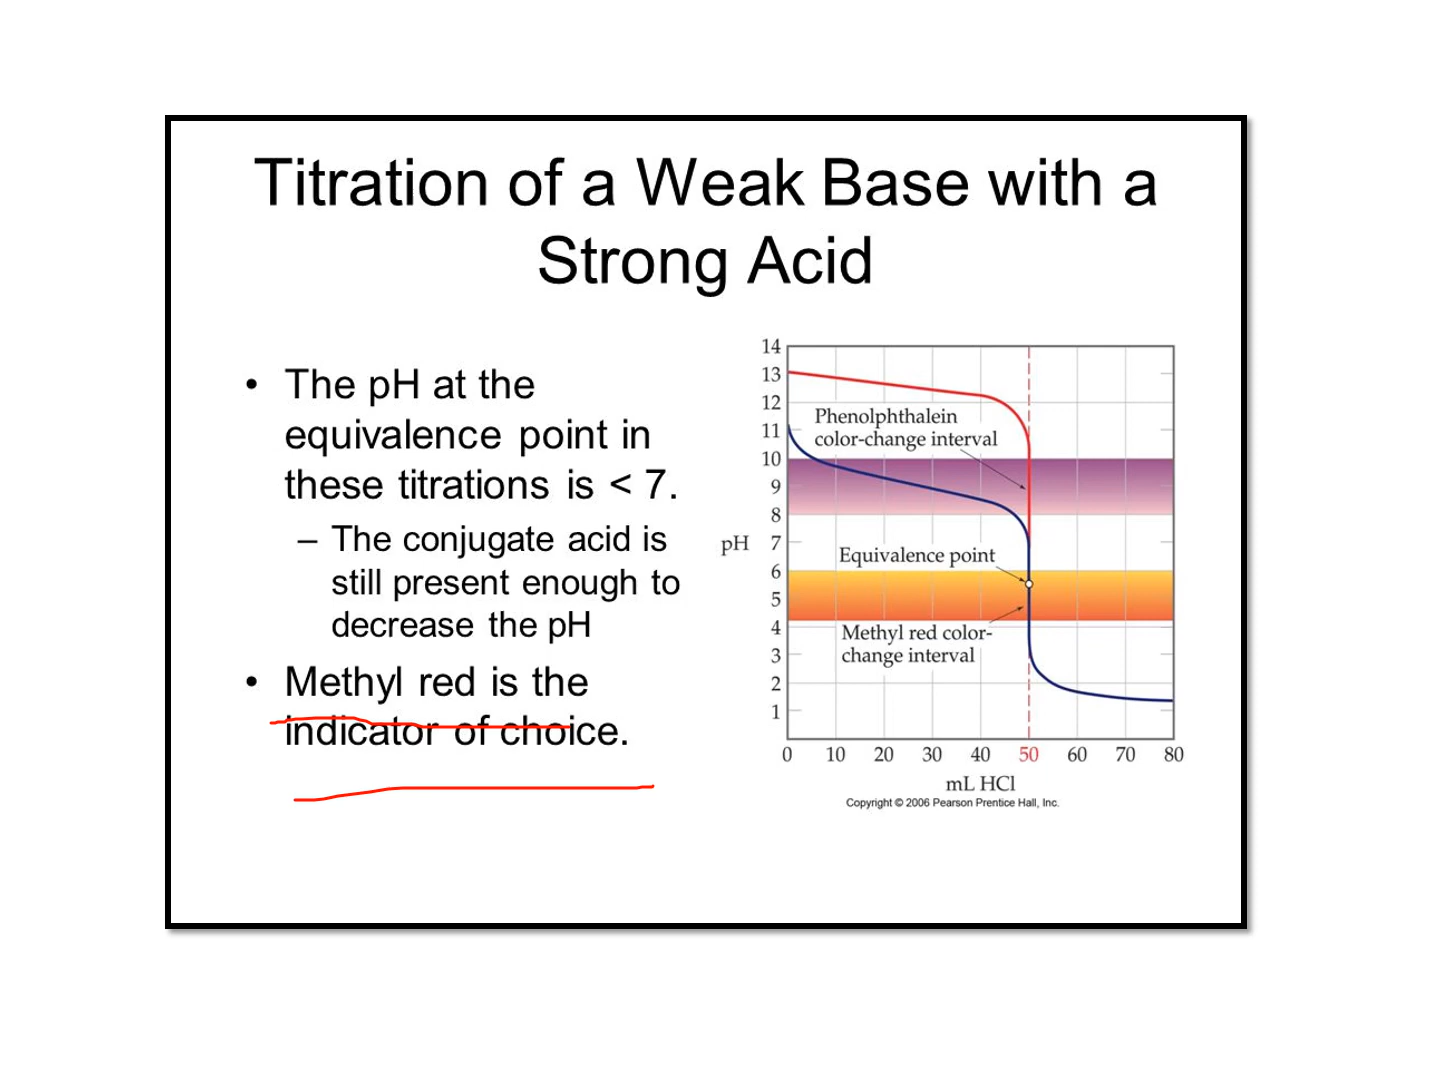 Titration of a Weak Base with a
Strong Acid
• The pH at the
equivalence point in
these titrations is < 7.
– The conjugate acid is
still present enough to
decrease the pH
• Methyl red is the
indicator of choice.
14
13
12
11
10
9
8
7
6
5
4
3
2
1
pH
Phenolphthalein
color-change interval
Equivalence point
Methyl red color-
change interval
0 10 20 30 40 50 60 70 80
mL HCl
Copyright © 2006 Pearson Prentice Hall, Inc.